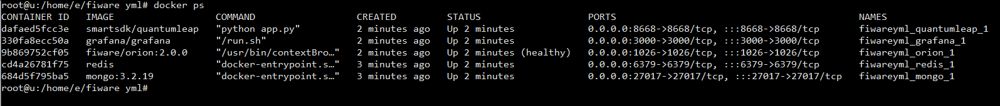 root@u:/home/e/fiware yml# docker ps
CONTAINER ID   IMAGE                  COMMAND                  CREATED         STATUS                   PORTS                                           NAMES
dafaed5fcc3e   smartsdk/quantumleap   "python app.py"          2 minutes ago   Up 2 minutes             0.0.0.0:8668->8668/tcp, :::8668->8668/tcp       fiwareyml_quantumleap_1
330fa8ecc50a   grafana/grafana        "/run.sh"                2 minutes ago   Up 2 minutes             0.0.0.0:3000->3000/tcp, :::3000->3000/tcp       fiwareyml_grafana_1
9b869752cf05   fiware/orion:2.0.0     "/usr/bin/contextBro…"   2 minutes ago   Up 2 minutes (healthy)   0.0.0.0:1026->1026/tcp, :::1026->1026/tcp       fiwareyml_orion_1
cd4a26781f75   redis                  "docker-entrypoint.s…"   3 minutes ago   Up 2 minutes             0.0.0.0:6379->6379/tcp, :::6379->6379/tcp       fiwareyml_redis_1
684d5f795ba5   mongo:3.2.19           "docker-entrypoint.s…"   3 minutes ago   Up 2 minutes             0.0.0.0:27017->27017/tcp, :::27017->27017/tcp   fiwareyml_mongo_1
root@u:/home/e/fiware yml#